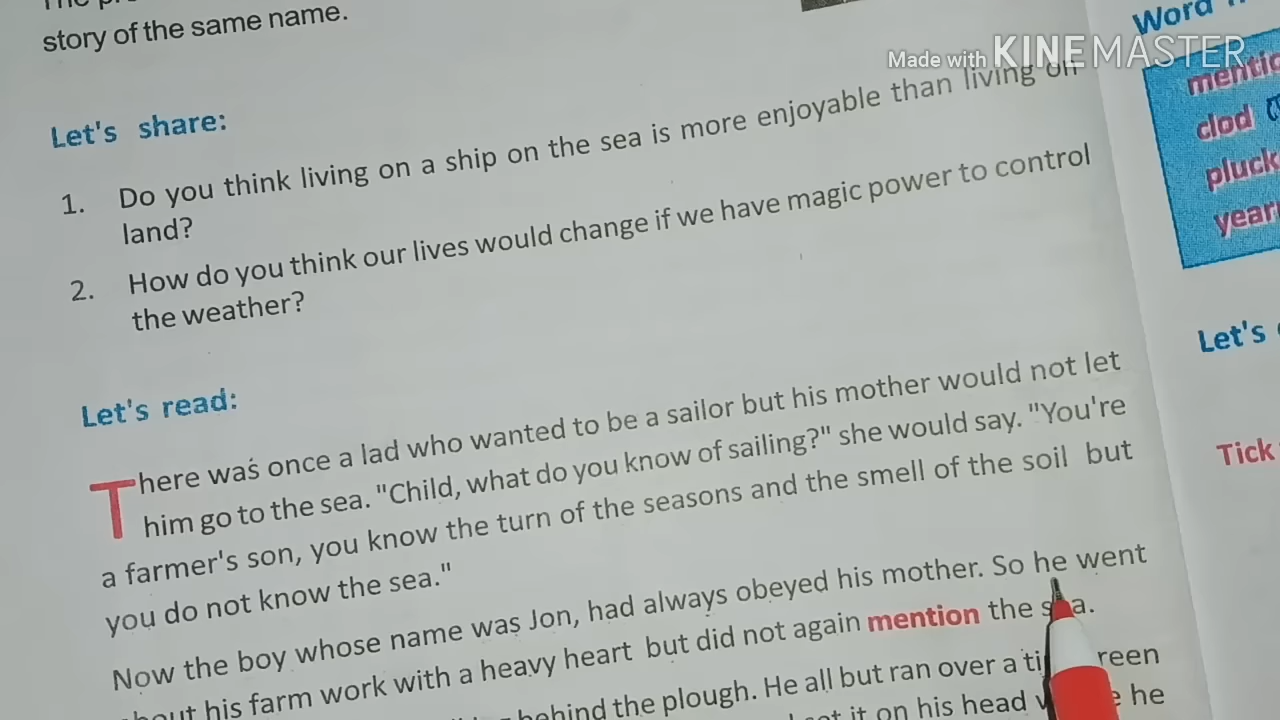 story of the same name.
Made with KINEMASTER
Let's share:
1. Do you think living on a ship on the sea is more enjoyable than living on
land?
2. How do you think our lives would change if we have magic power to control
the weather?
Let's read:
There was once a lad who wanted to be a sailor but his mother would not let
him go to the sea. "Child, what do you know of sailing?" she would say. "You're
a farmer's son, you know the turn of the seasons and the smell of the soil but
you do not know the sea."
Now the boy whose name was Jon, had always obeyed his mother. So he went
his farm work with a heavy heart but did not again mention the sea.
behind the plough. He all but ran over a
it on his head he
Word
clod
pluck
Let's
Tick